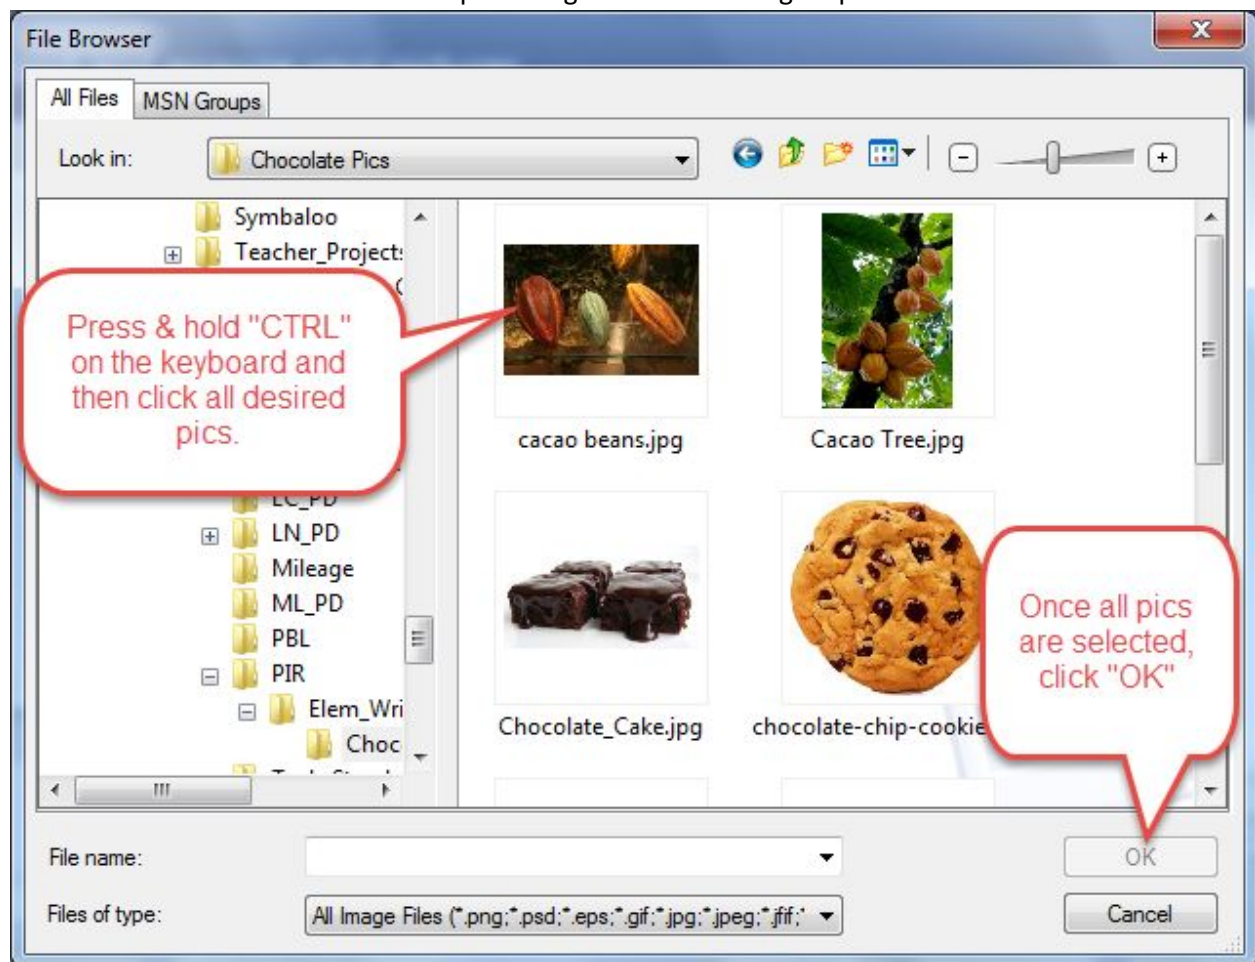 File Browser
All Files MSN Groups
Look in: Chocolate Pics
Symbaloo
Teacher_Project
Press & hold "CTRL"
on the keyboard and
then click all desired
pics.
cacao beans.jpg Cacao Tree.jpg
LC_PD
LN_PD
Mileage
ML_PD
PBL
PIR
Elem_Wri
Choc
Chocolate_Cake.jpg chocolate-chip-cookie
Once all pics
are selected,
click "OK"
File name:
OK
Files of type: All Image Files (*.png;*.psd;*.eps;*.gif;*.jpg;*.jpeg;*.jfif;*
Cancel